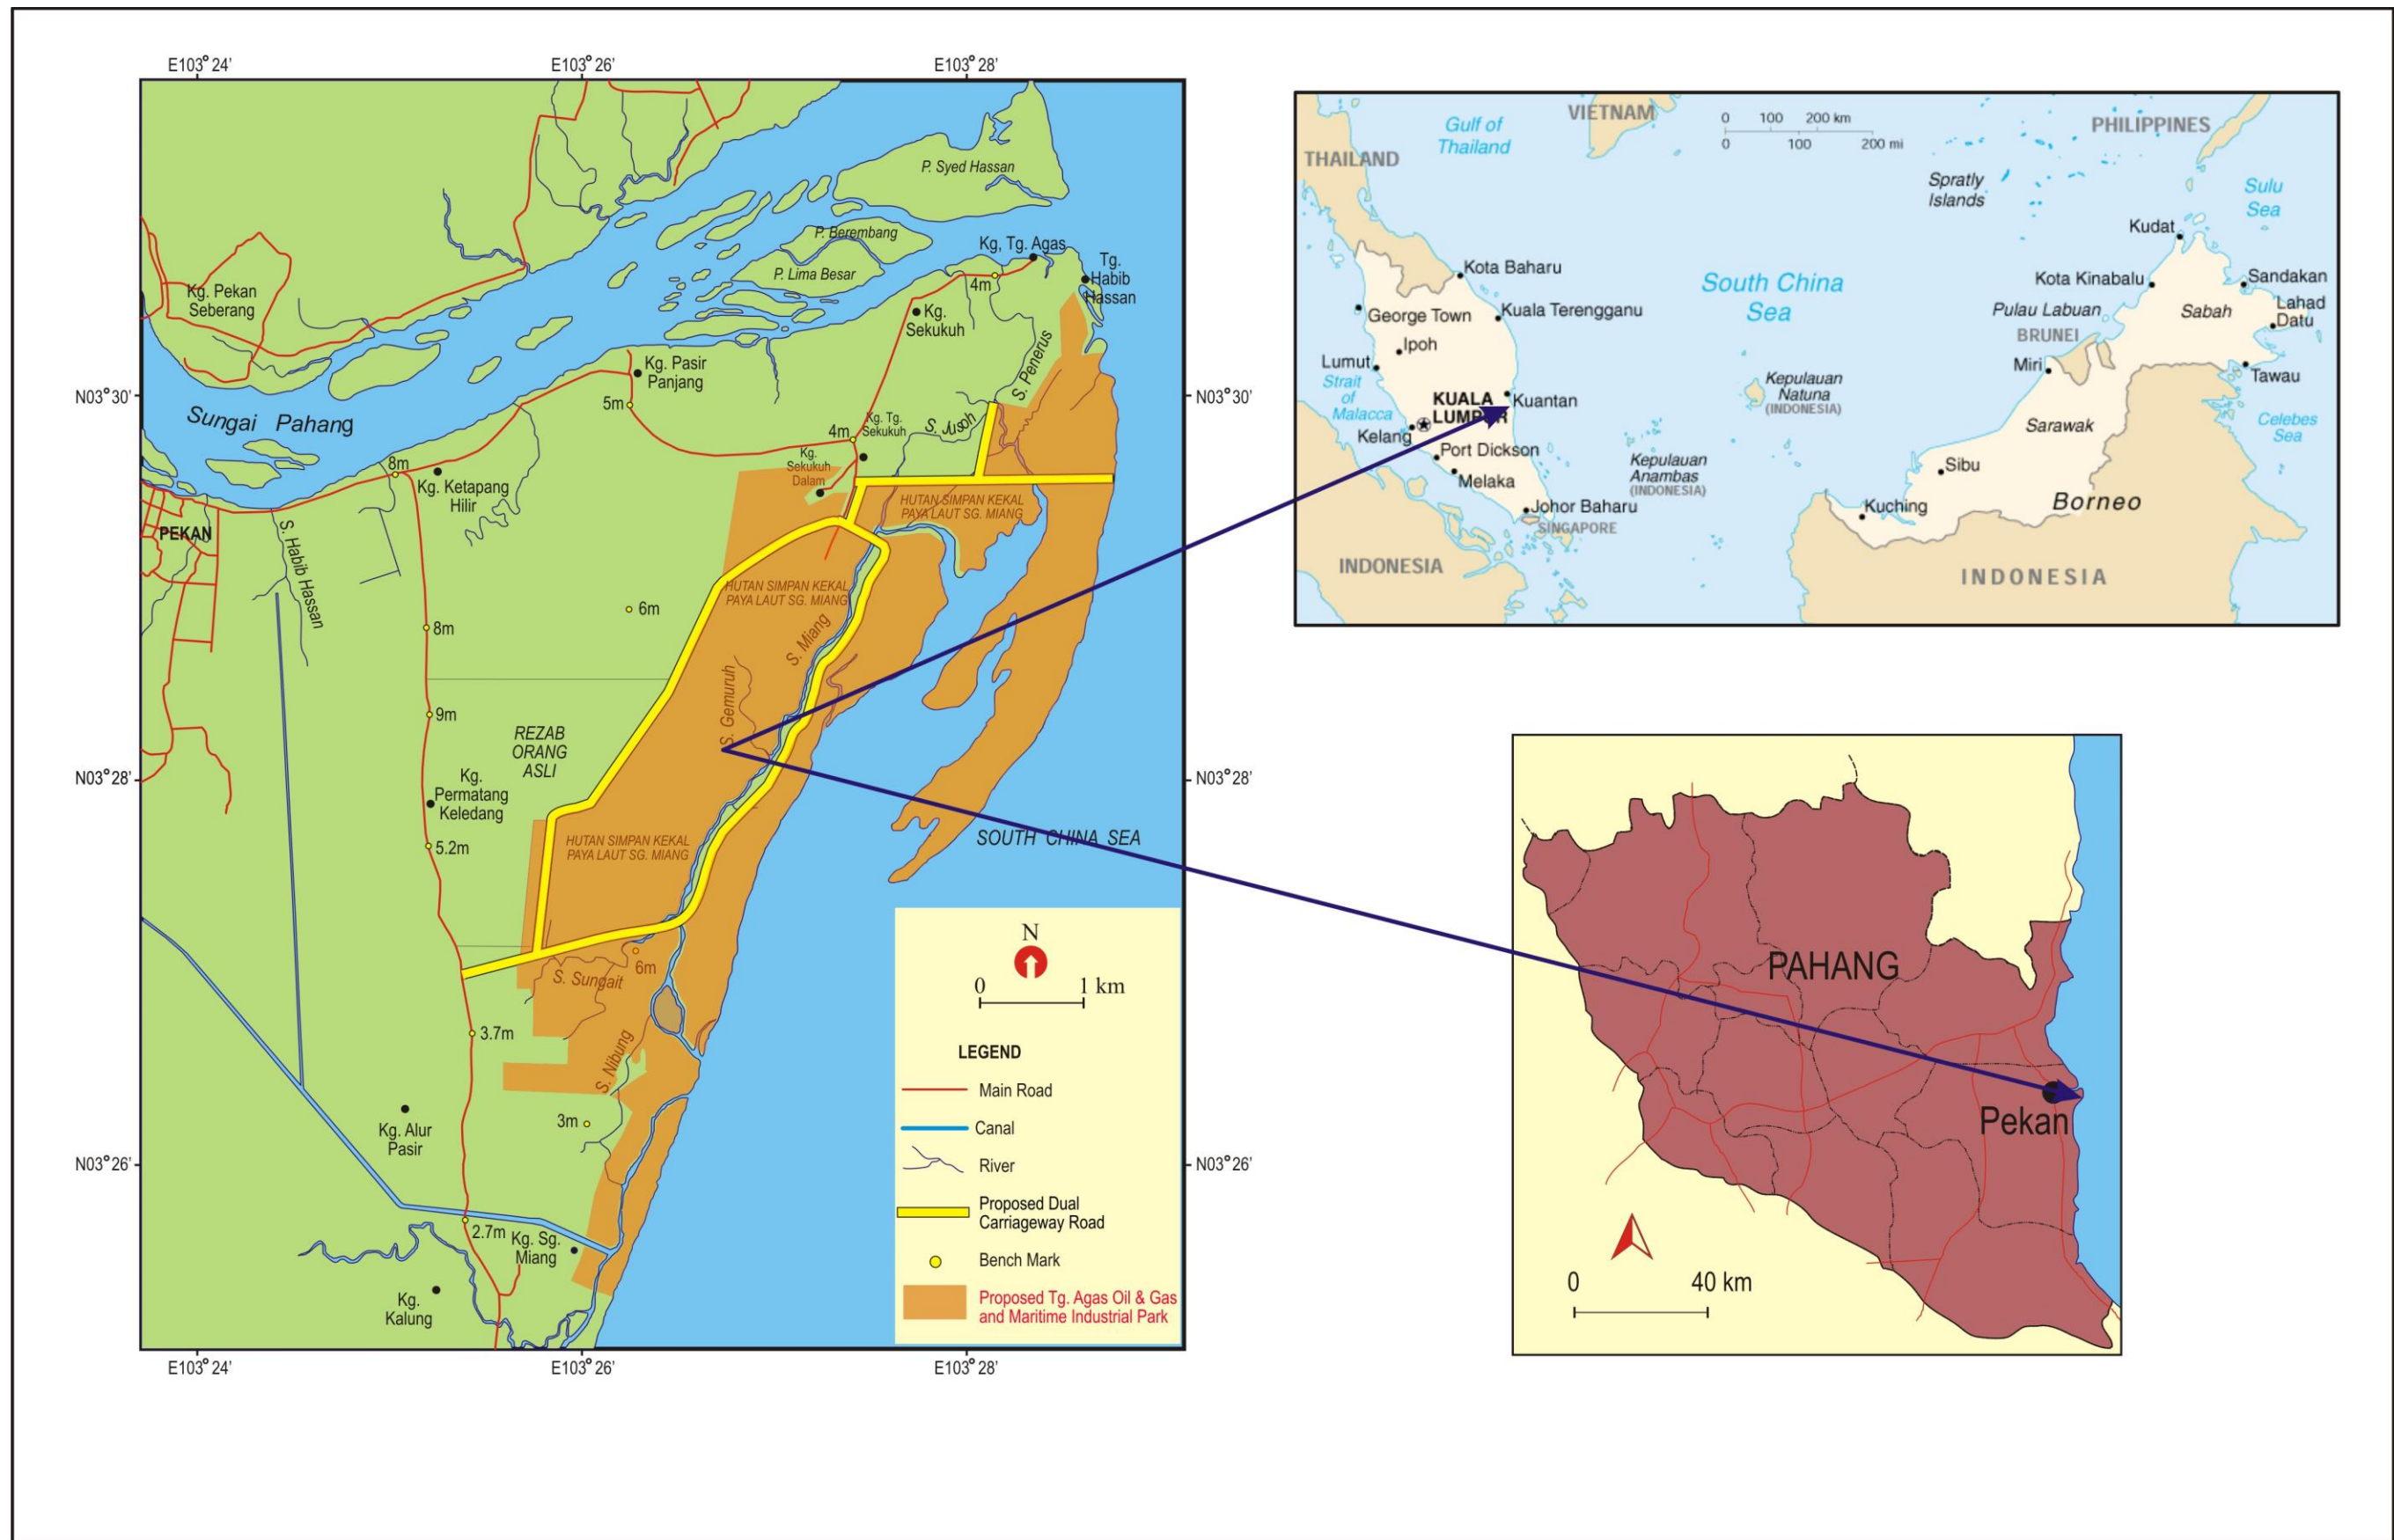 E103° 24'
E103° 26'
E103° 28'
N03° 30'
N03° 28'
N03° 26'
N03° 30'
N03° 28'
N03° 26'
E103° 24'
E103° 26'
E103° 28'
P. Syed Hassan
P. Berembang
P. Lima Besar
Kg, Tg. Agas
Tg.
Habib
Hassan
4m
Kg. Pekan
Seberang
Kg.
Sekukuh
S. Penerus
Kg. Pasir
Panjang
5m
Sungai Pahang
4m
Kg. Tg.
Sekukuh
S. Jusoh
Kg.
Sekukuh
Dalam
8m
Kg. Ketapang
Hilir
HUTAN SIMPAN KEKAL
PAYA LAUT SG. MIANG
PEKAN
S. Habib Hassan
HUTAN SIMPAN KEKAL
PAYA LAUT SG. MIANG
6m
8m
S. Miang
S. Gemuruh
9m
REZAB
ORANG
ASLI
Kg.
Permatang
Keledang
5.2m
HUTAN SIMPAN KEKAL
PAYA LAUT SG. MIANG
SOUTH CHINA SEA
6m
S. Sungait
3.7m
S. Nibung
3m
Kg. Alur
Pasir
2.7m
Kg. Sg.
Miang
Kg.
Kalung
N
0 1 km
LEGEND
Main Road
Canal
River
Proposed Dual
Carriageway Road
Bench Mark
Proposed Tg. Agas Oil & Gas
and Maritime Industrial Park
VIETNAM
Gulf of
Thailand
THAILAND
0 100 200 km
0 100 200 mi
PHILIPPINES
Spratly
Islands
Sulu
Sea
Kudat
Kota Baharu
South China
Sea
Kota Kinabalu
Sandakan
George Town
Kuala Terengganu
Pulau Labuan
Sabah
Lahad
Datu
BRUNEI
Ipoh
Lumut
Miri
Tawau
Strait
of
Malacca
KUALA
LUMPUR
Kuantan
Kepulauan
Natuna
(INDONESIA)
Celebes
Sea
Kelang
Sarawak
Port Dickson
Melaka
Kepulauan
Anambas
(INDONESIA)
Sibu
Johor Baharu
SINGAPORE
Kuching
Borneo
INDONESIA
INDONESIA
PAHANG
Pekan
0 40 km